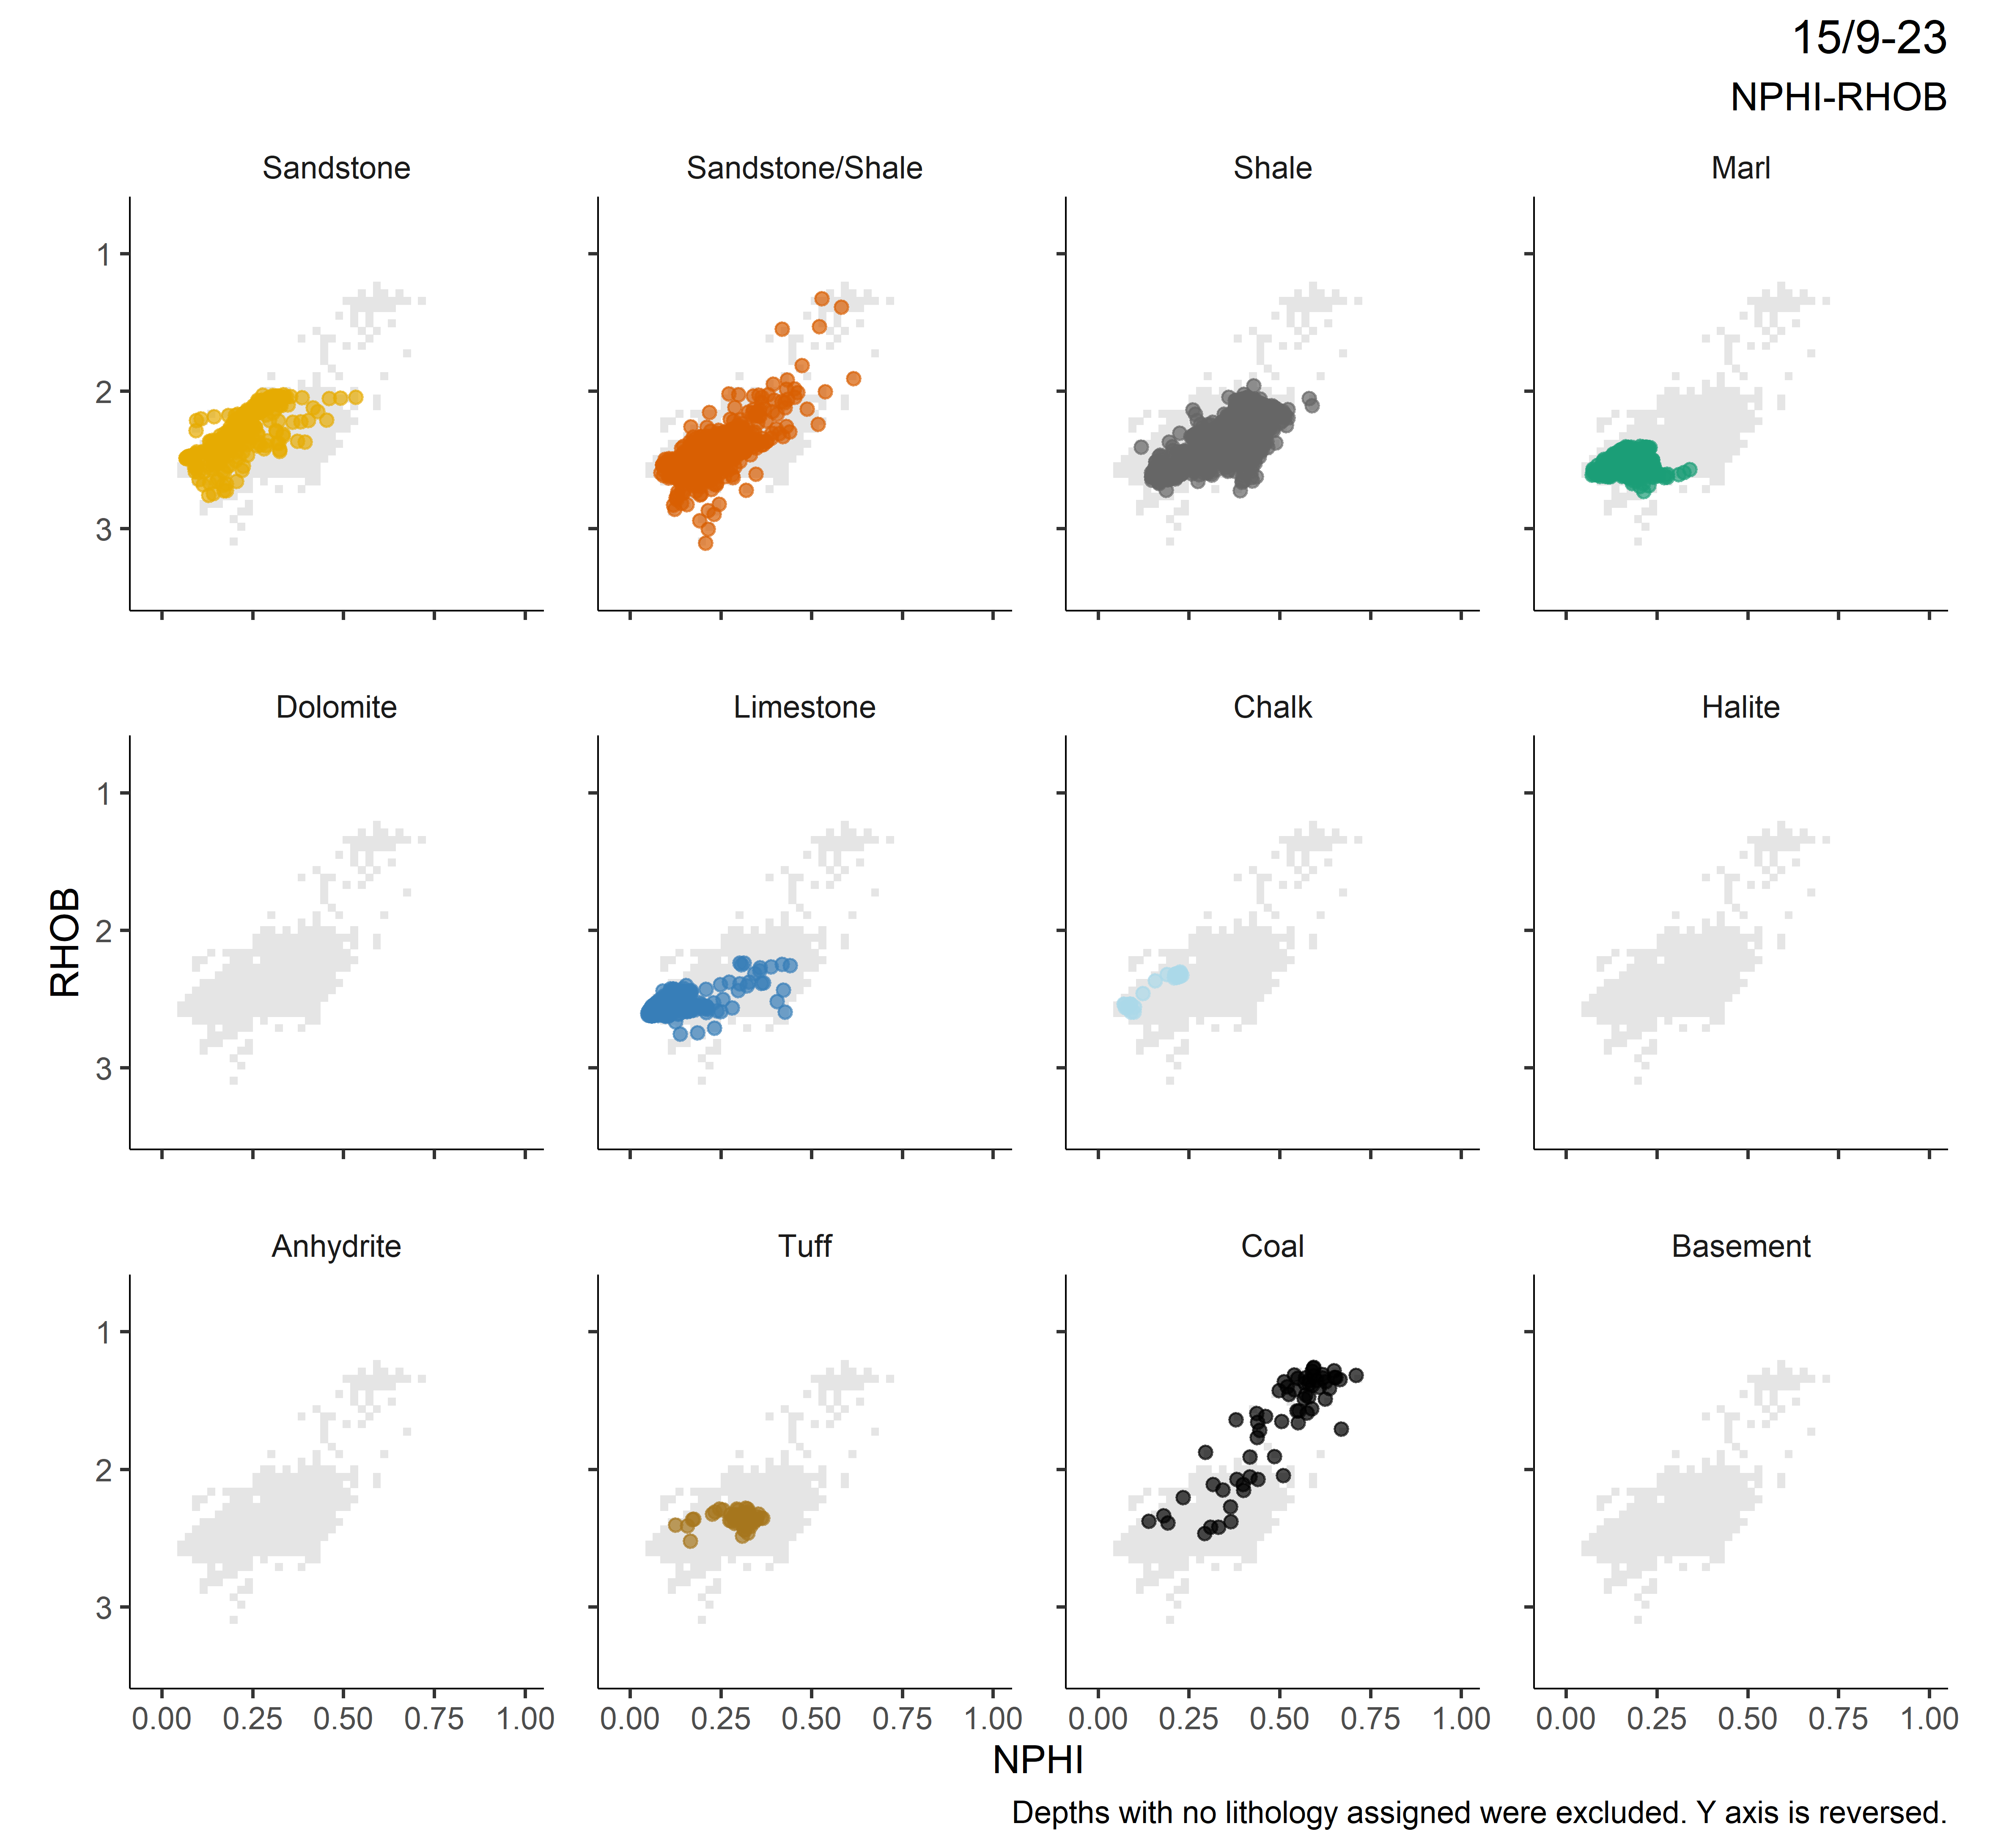 15/9-23
NPHI-RHOB
Sandstone Sandstone/Shale Shale Marl
1
2
3
Dolomite Limestone Chalk Halite
RHOB
1
2
3
Anhydrite Tuff Coal Basement
1
2
3
0.00 0.25 0.50 0.75 1.00 0.00 0.25 0.50 0.75 1.00 0.00 0.25 0.50 0.75 1.00 0.00 0.25 0.50 0.75 1.00
NPHI
Depths with no lithology assigned were excluded. Y axis is reversed.